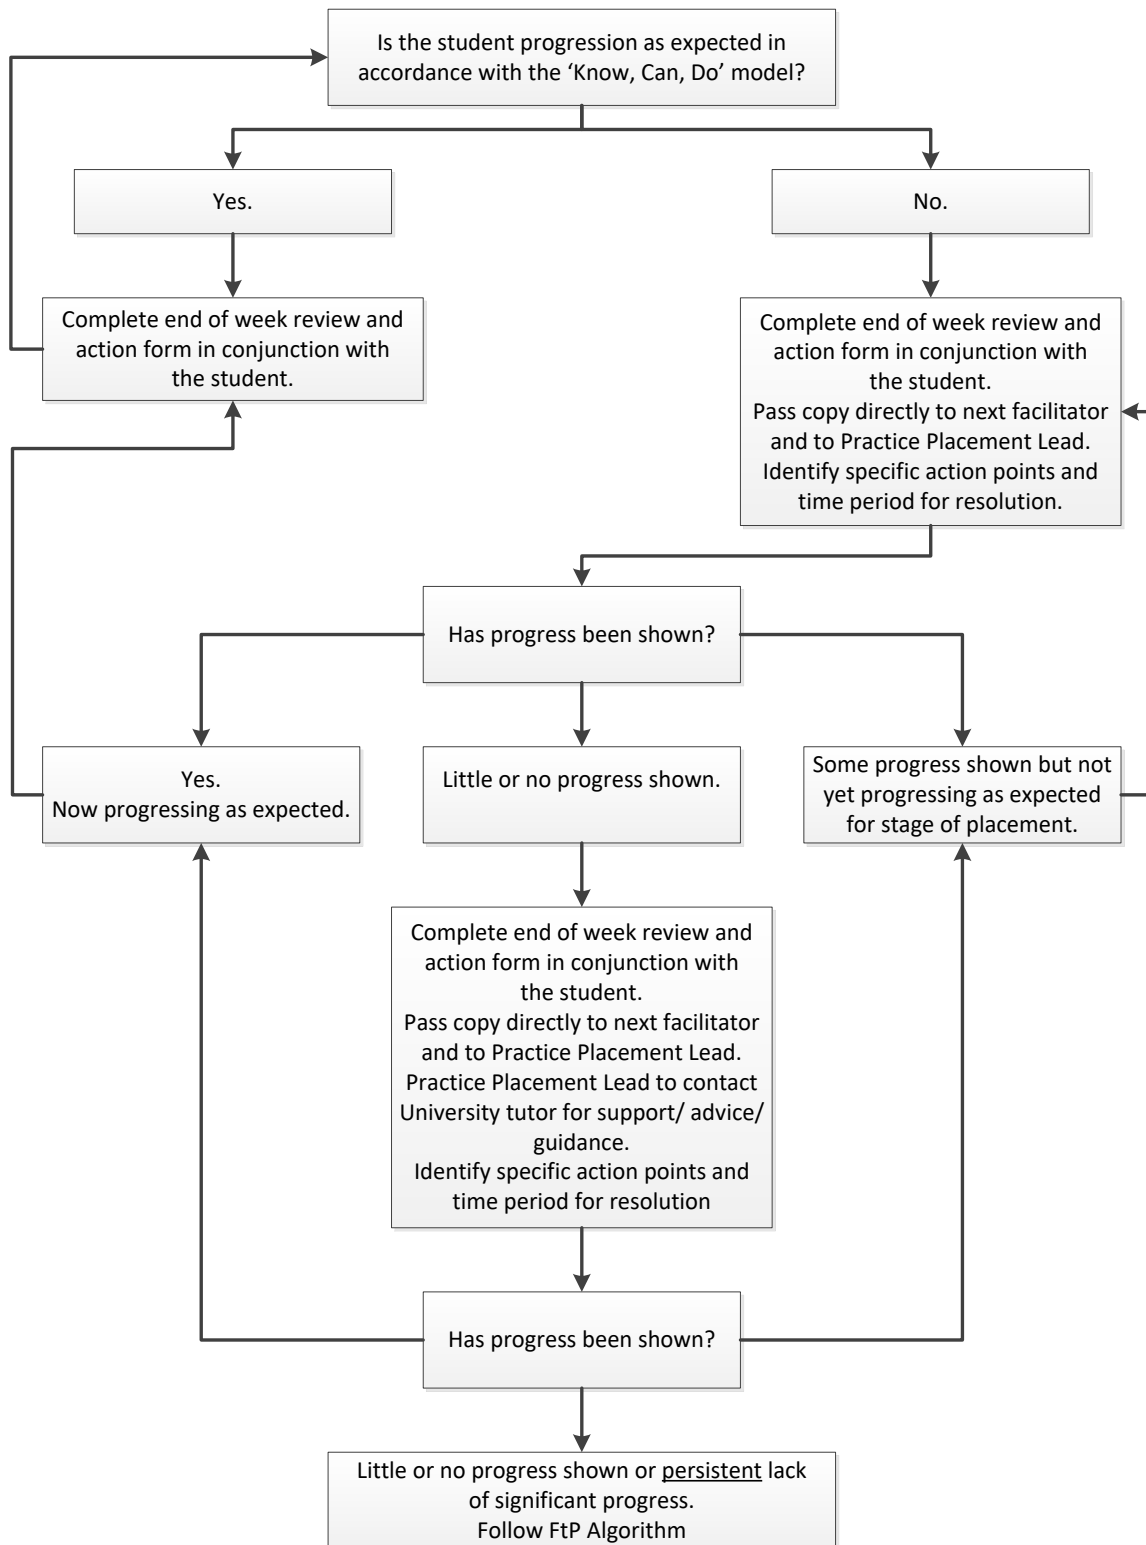 Is the student progression as expected in
accordance with the ‘Know, Can, Do’ model?
Yes.
No.
Complete end of week review and
action form in conjunction with
the student.
Complete end of week review and
action form in conjunction with
the student.
Pass copy directly to next facilitator
and to Practice Placement Lead.
Identify specific action points and
time period for resolution.
Has progress been shown?
Yes.
Now progressing as expected.
Little or no progress shown.
Some progress shown but not
yet progressing as expected
for stage of placement.
Complete end of week review and
action form in conjunction with
the student.
Pass copy directly to next facilitator
and to Practice Placement Lead.
Practice Placement Lead to contact
University tutor for support/ advice/
guidance.
Identify specific action points and
time period for resolution
Has progress been shown?
Little or no progress shown or persistent lack
of significant progress.
Follow FtP Algorithm